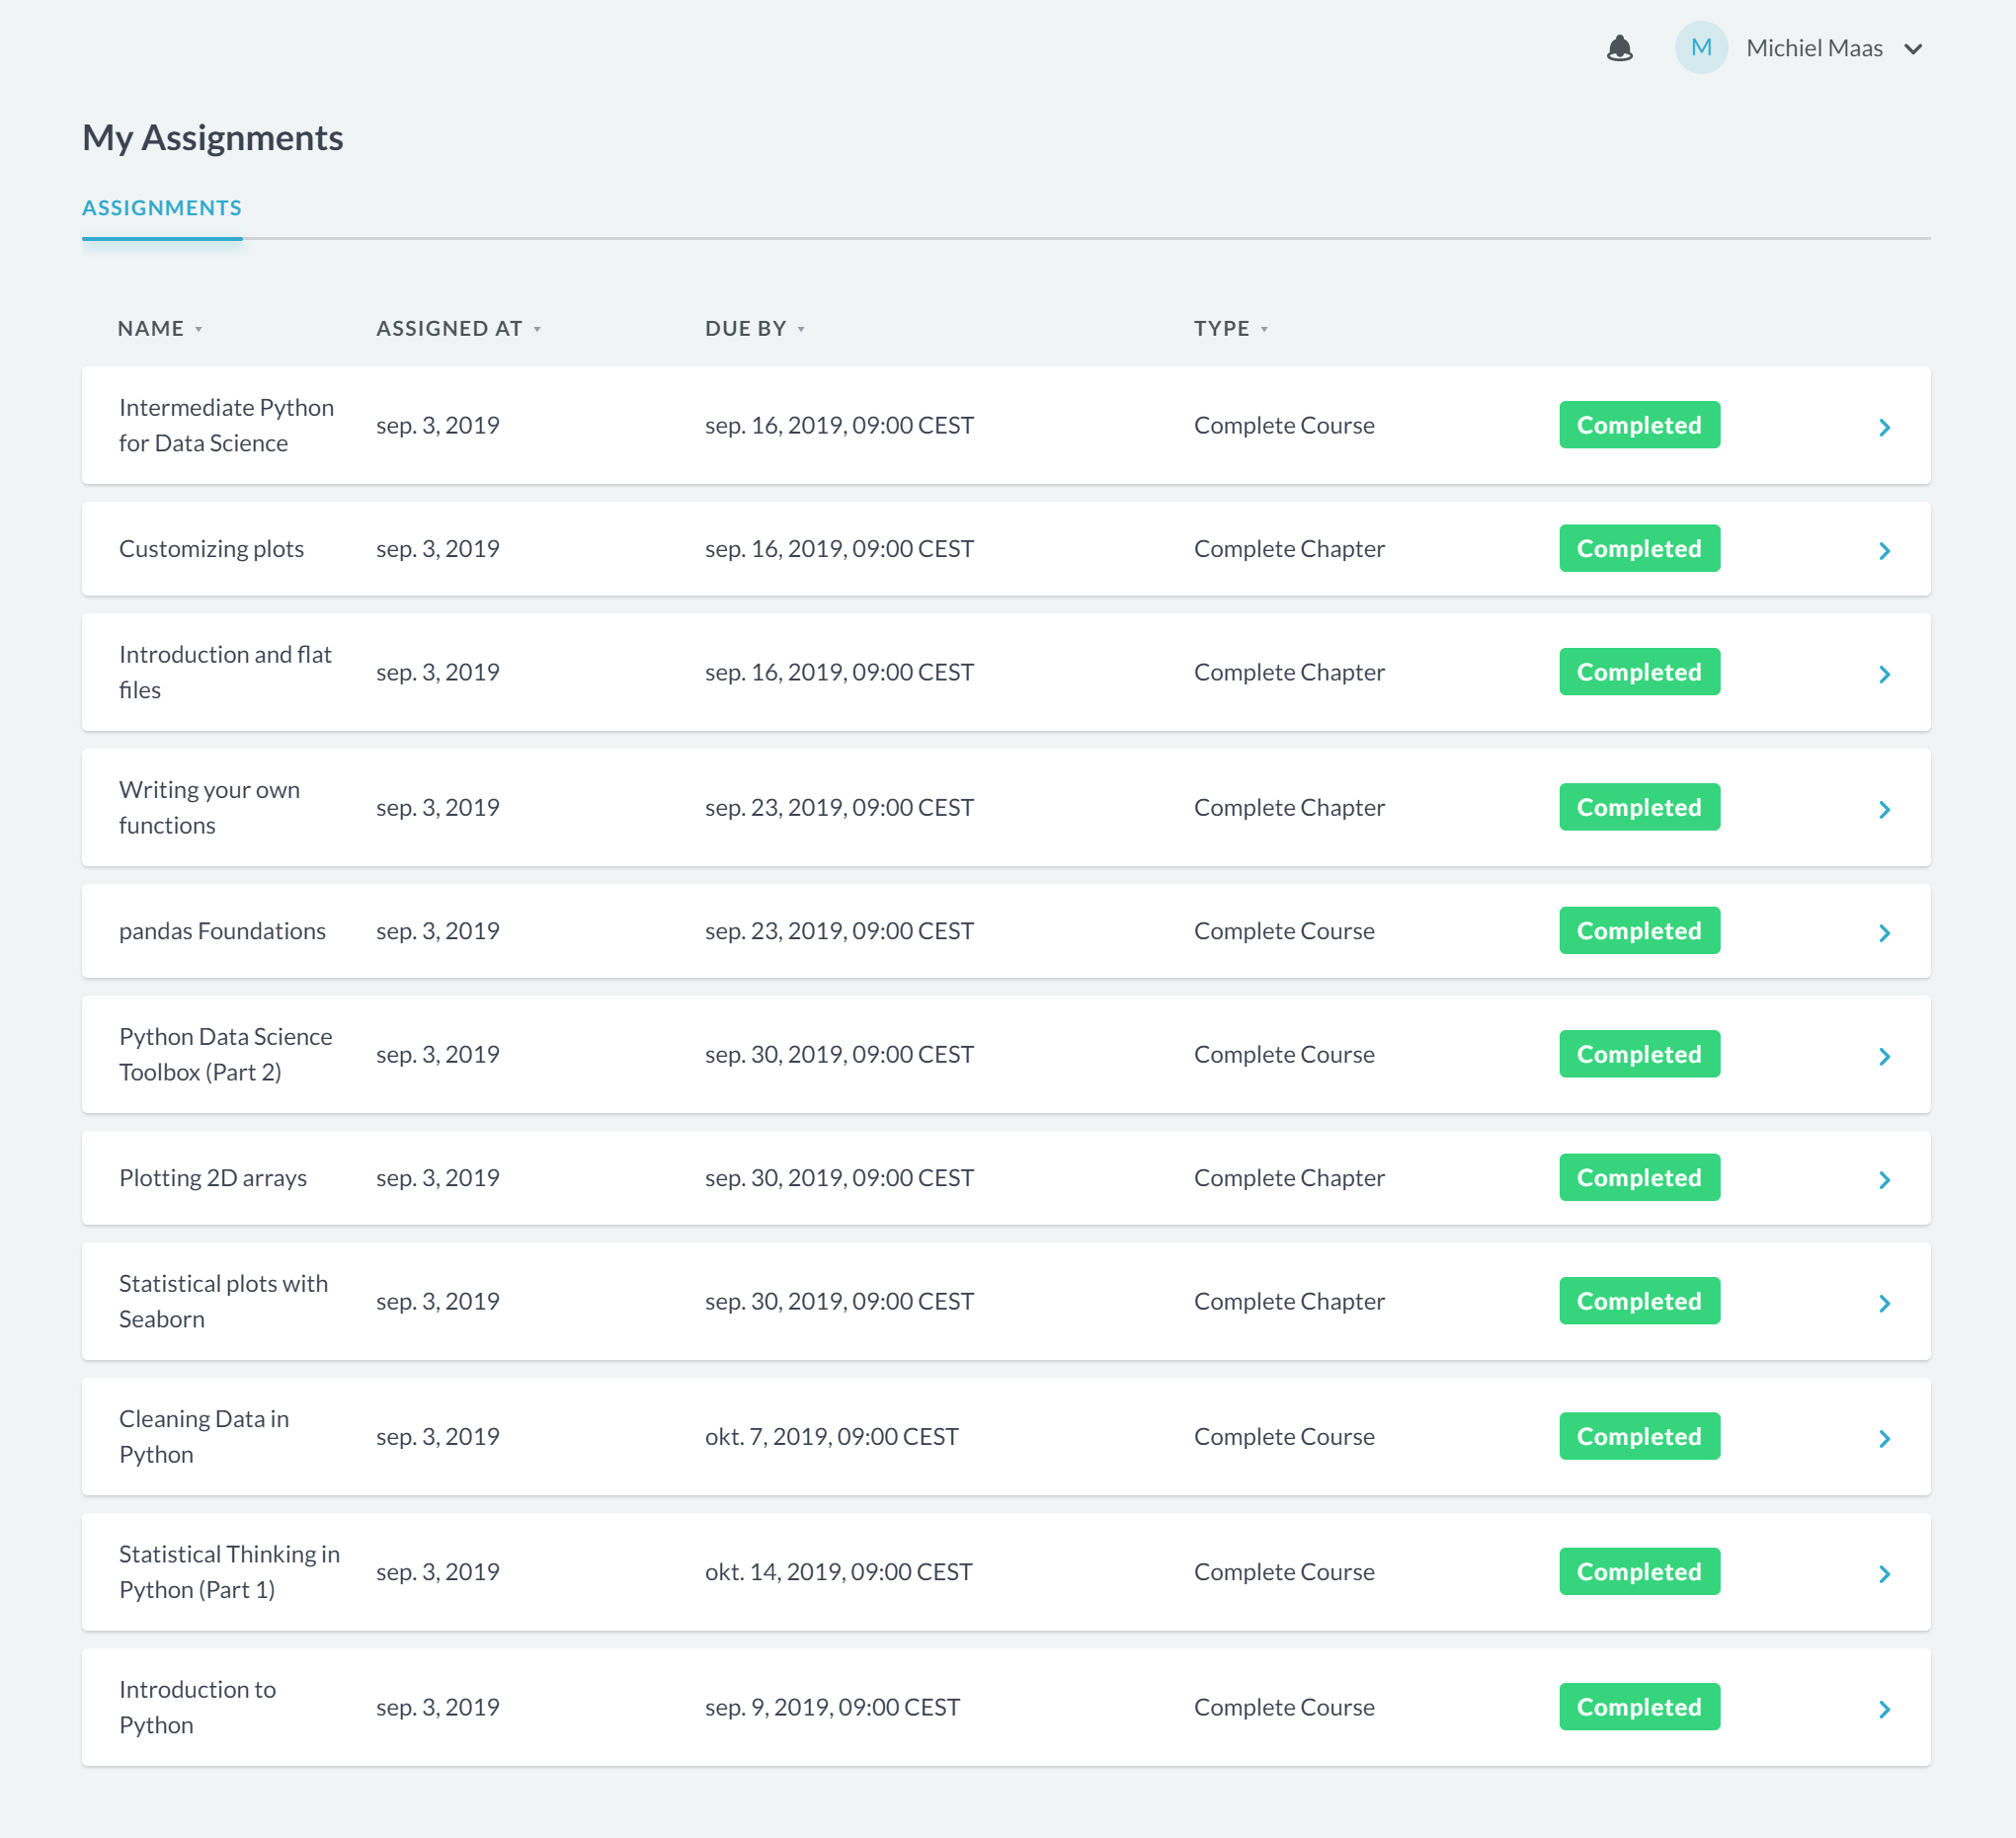 M Michiel Maas
My Assignments
ASSIGNMENTS
NAME ASSIGNED AT DUE BY TYPE
Intermediate Python
for Data Science
sep. 3, 2019 sep. 16, 2019, 09:00 CEST Complete Course Completed
Customizing plots sep. 3, 2019 sep. 16, 2019, 09:00 CEST Complete Chapter Completed
Introduction and flat
files
sep. 3, 2019 sep. 16, 2019, 09:00 CEST Complete Chapter Completed
Writing your own
functions
sep. 3, 2019 sep. 23, 2019, 09:00 CEST Complete Chapter Completed
pandas Foundations sep. 3, 2019 sep. 23, 2019, 09:00 CEST Complete Course Completed
Python Data Science
Toolbox (Part 2)
sep. 3, 2019 sep. 30, 2019, 09:00 CEST Complete Course Completed
Plotting 2D arrays sep. 3, 2019 sep. 30, 2019, 09:00 CEST Complete Chapter Completed
Statistical plots with
Seaborn
sep. 3, 2019 sep. 30, 2019, 09:00 CEST Complete Chapter Completed
Cleaning Data in
Python
sep. 3, 2019 okt. 7, 2019, 09:00 CEST Complete Course Completed
Statistical Thinking in
Python (Part 1)
sep. 3, 2019 okt. 14, 2019, 09:00 CEST Complete Course Completed
Introduction to
Python
sep. 3, 2019 sep. 9, 2019, 09:00 CEST Complete Course Completed